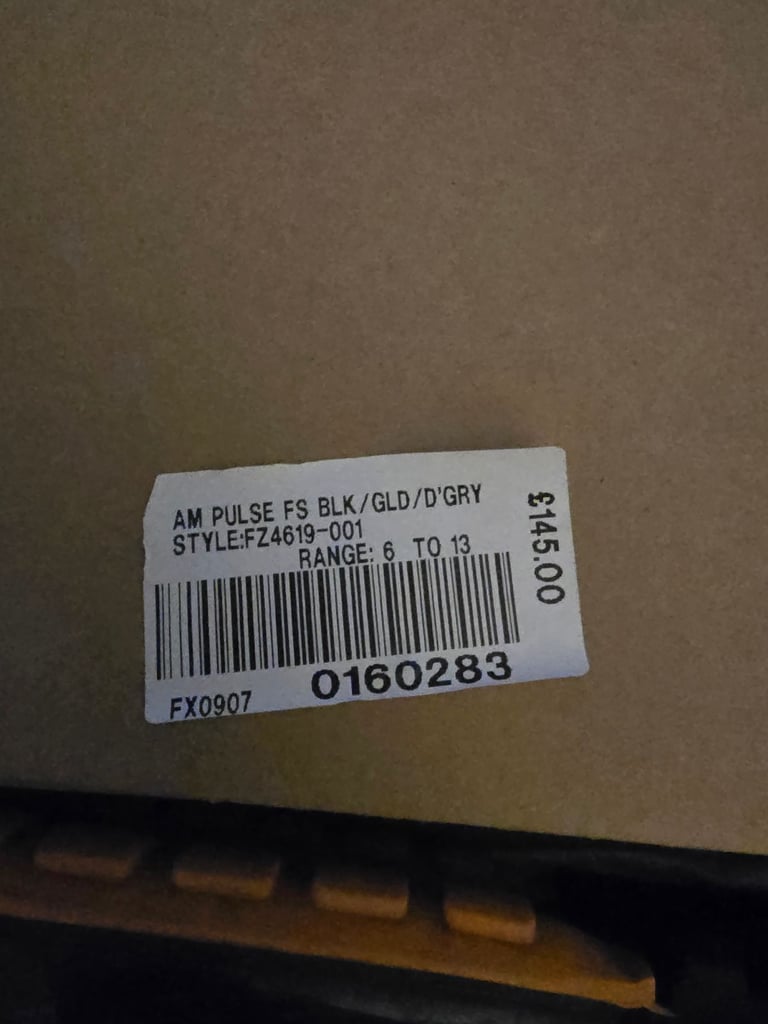 AM PULSE FS BLK/GLD/D'GRY
STYLE:FZ4619-001
RANGE: 6 TO 13
£145.00
0160283
FX0907